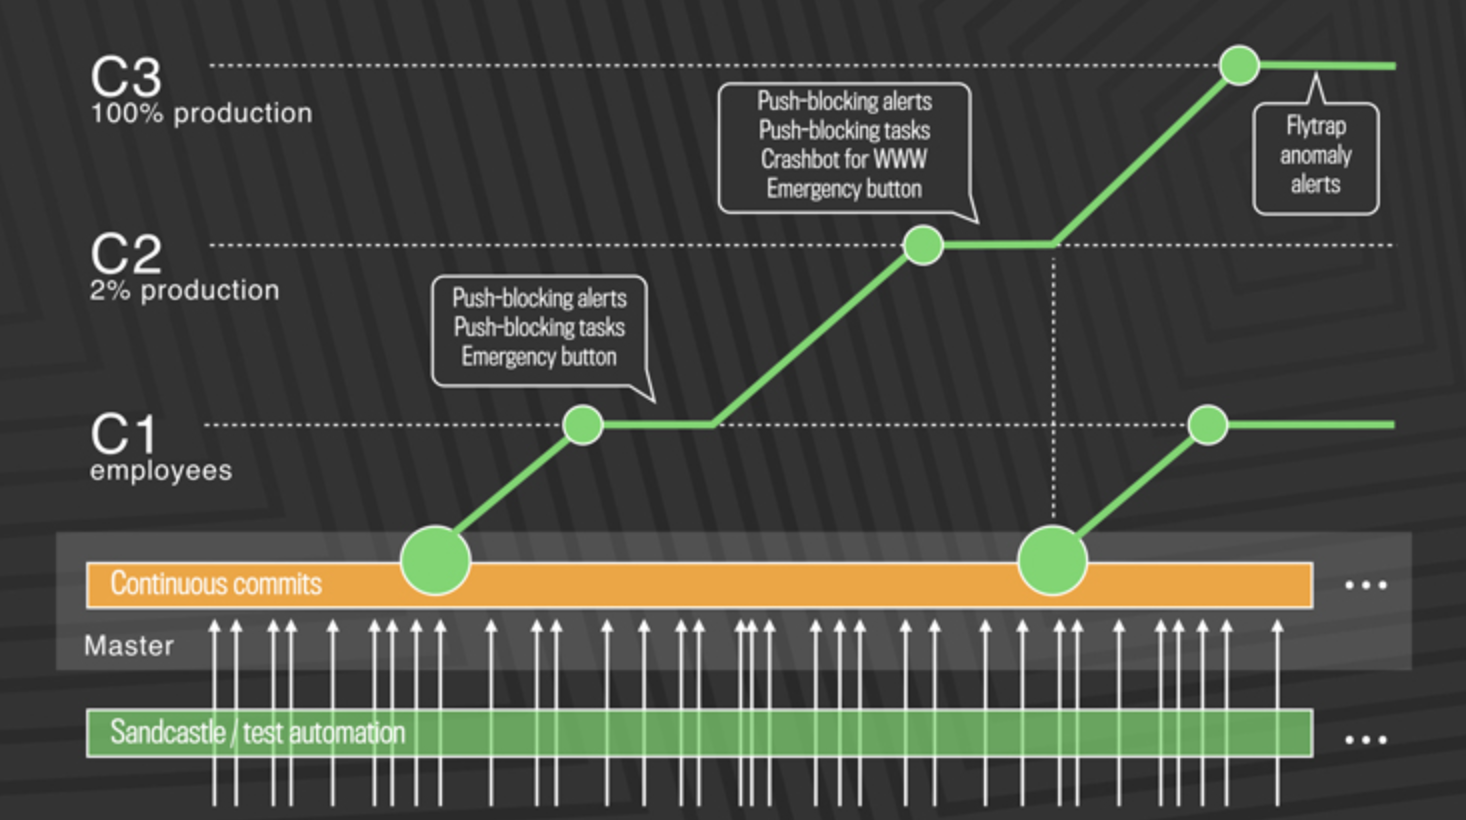 C3
100% production
Push-blocking alerts
Push-blocking tasks
Crashbot for WWW
Emergency button
Flytrap
anomaly
alerts
C2
2% production
Push-blocking alerts
Push-blocking tasks
Emergency button
C1
employees
Continuous commits
...
Master
Sandcastle / test automation
...